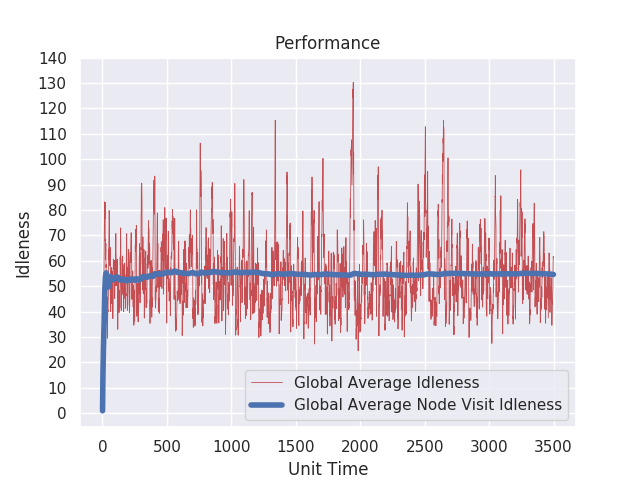 Performance
140
130
120
110
100
90
80
70
60
50
40
30
20
10
0
Idleness
0 500 1000 1500 2000 2500 3000 3500
Unit Time
Global Average Idleness
Global Average Node Visit Idleness